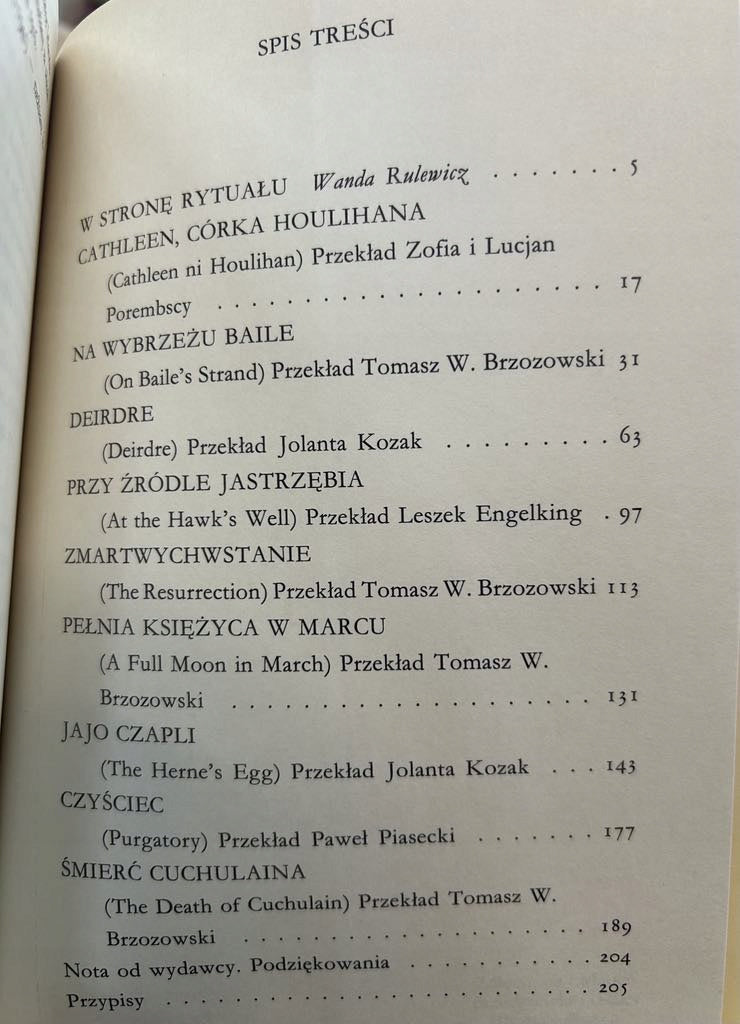 SPIS TREŚCI
W STRONĘ RYTUAŁU Wanda Rulewicz . . . . . . . 5
CATHLEEN, CÓRKA HOULIHANA
(Cathleen ni Houlihan) Przekład Zofia i Lucjan
Porembscy . . . . . . . . . . . . . . . . . . . . 17
NA WYBRZEŻU BAILE
(On Baile's Strand) Przekład Tomasz W. Brzozowski 31
DEIRDRE
(Deirdre) Przekład Jolanta Kozak . . . . . . . . . 63
PRZY ŹRÓDLE JASTRZĘBIA
(At the Hawk's Well) Przekład Leszek Engelking . 97
ZMARTWYCHWSTANIE
(The Resurrection) Przekład Tomasz W. Brzozowski 113
PEŁNIA KSIĘŻYCA W MARCU
(A Full Moon in March) Przekład Tomasz W.
Brzozowski . . . . . . . . . . . . . . . . . . . 131
JAJO CZAPLI
(The Herne's Egg) Przekład Jolanta Kozak . . . 143
CZYŚCIEC
(Purgatory) Przekład Paweł Piasecki . . . . . . . 177
ŚMIERĆ CUCHULAINA
(The Death of Cuchulain) Przekład Tomasz W.
Brzozowski . . . . . . . . . . . . . . . . . . 189
Nota od wydawcy. Podziękowania . . . . . . . . . . 204
Przypisy . . . . . . . . . . . . . . . . . . . . . . 205